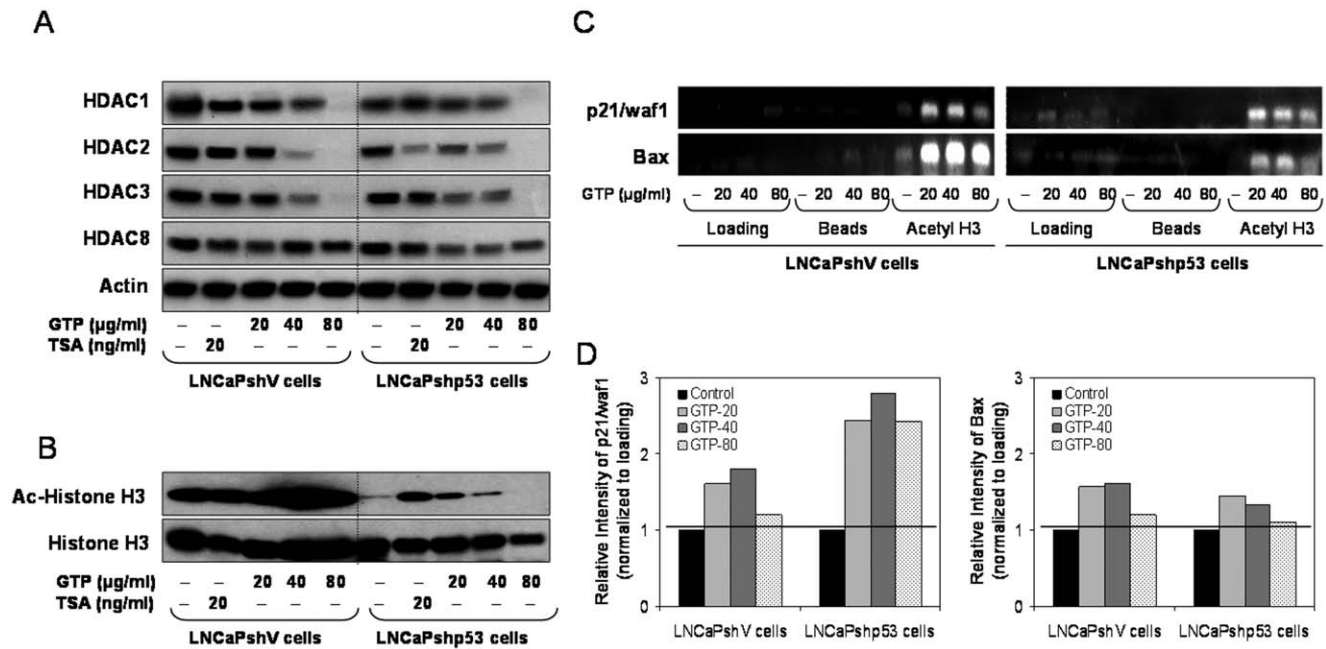 A
HDAC1
HDAC2
HDAC3
HDAC8
Actin
GTP (µg/ml) – – 20 40 80 – – 20 40 80
TSA (ng/ml) – 20 – – – – 20 – – –
LNCaPshV cells LNCaPshp53 cells
B
Ac-Histone H3
Histone H3
GTP (µg/ml) – – 20 40 80 – – 20 40 80
TSA (ng/ml) – 20 – – – – 20 – – –
LNCaPshV cells LNCaPshp53 cells
C
p21/waf1
Bax
GTP (µg/ml) – 20 40 80 – 20 40 80 – 20 40 80 – 20 40 80 – 20 40 80 – 20 40 80
Loading Beads Acetyl H3 Loading Beads Acetyl H3
LNCaPshV cells LNCaPshp53 cells
D
Relative Intensity of p21/waf1
(normalized to loading)
3
2
1
0
Control
GTP-20
GTP-40
GTP-80
LNCaPshV cells LNCaPshp53 cells
Relative Intensity of Bax
(normalized to loading)
3
2
1
0
Control
GTP-20
GTP-40
GTP-80
LNCaPshV cells LNCaPshp53 cells